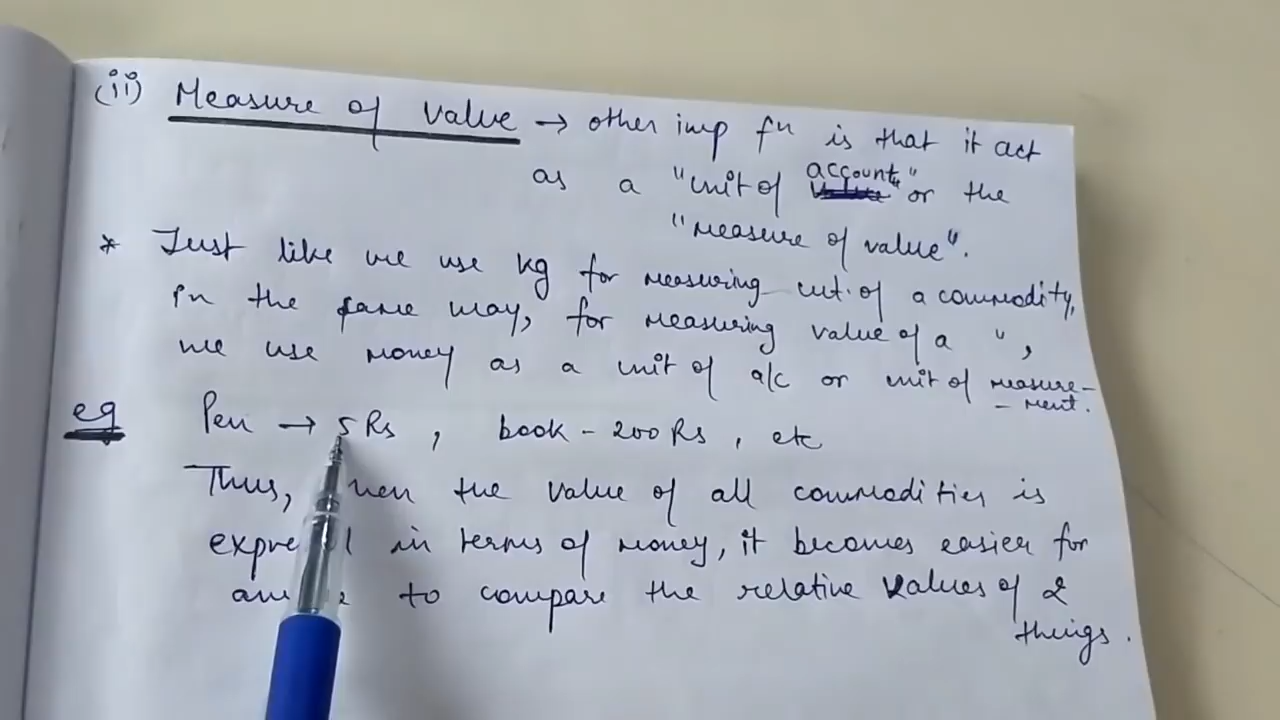 (ii) Measure of value → other imp fn is that it act
as a "unit of account" or the
"measure of value".
* Just like we use kg for measuring wt. of a commodity,
in the same way, for measuring value of a ",
we use money as a unit of a/c or unit of measure-
-ment.
eg Pen → 5 Rs, book - 200 Rs, etc
Thus, the value of all commodities is
in terms of money, it becomes easier for
to compare the relative values of 2
things.